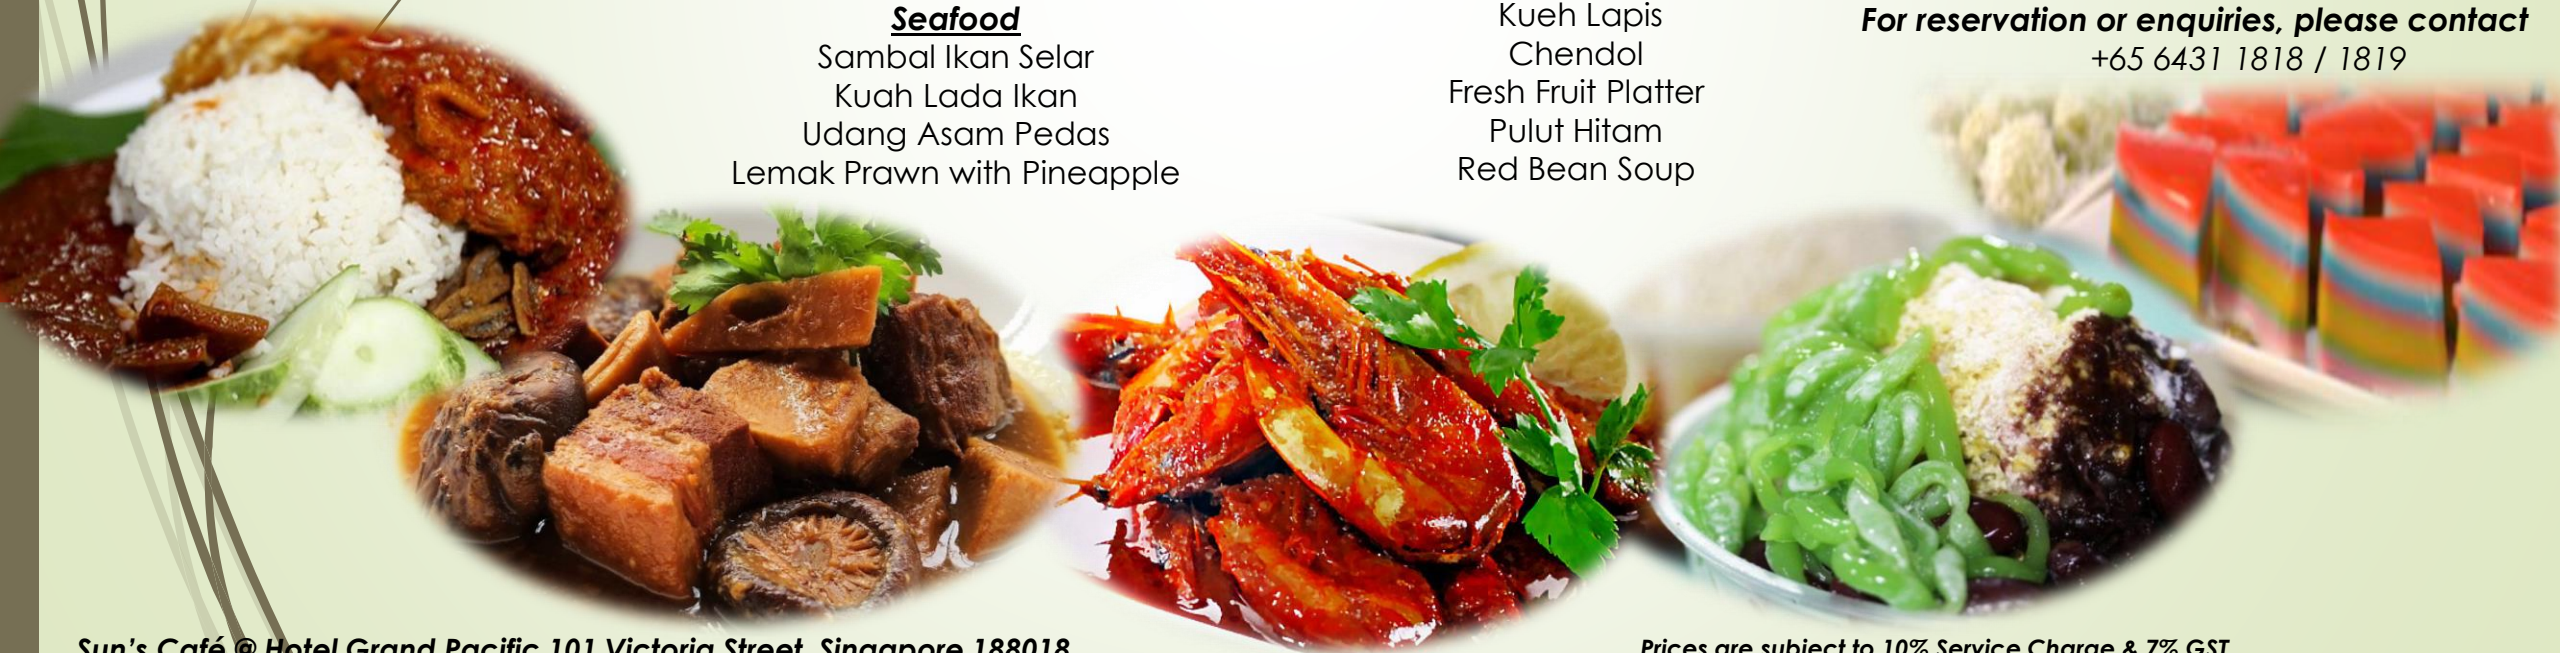 Seafood
Sambal Ikan Selar
Kuah Lada Ikan
Udang Asam Pedas
Lemak Prawn with Pineapple
Kueh Lapis
Chendol
Fresh Fruit Platter
Pulut Hitam
Red Bean Soup
For reservation or enquiries, please contact
+65 6431 1818 / 1819
Sun's Café @ Hotel Grand Pacific 101 Victoria Street, Singapore 188018
Prices are subject to 10% Service Charge & 7% GST